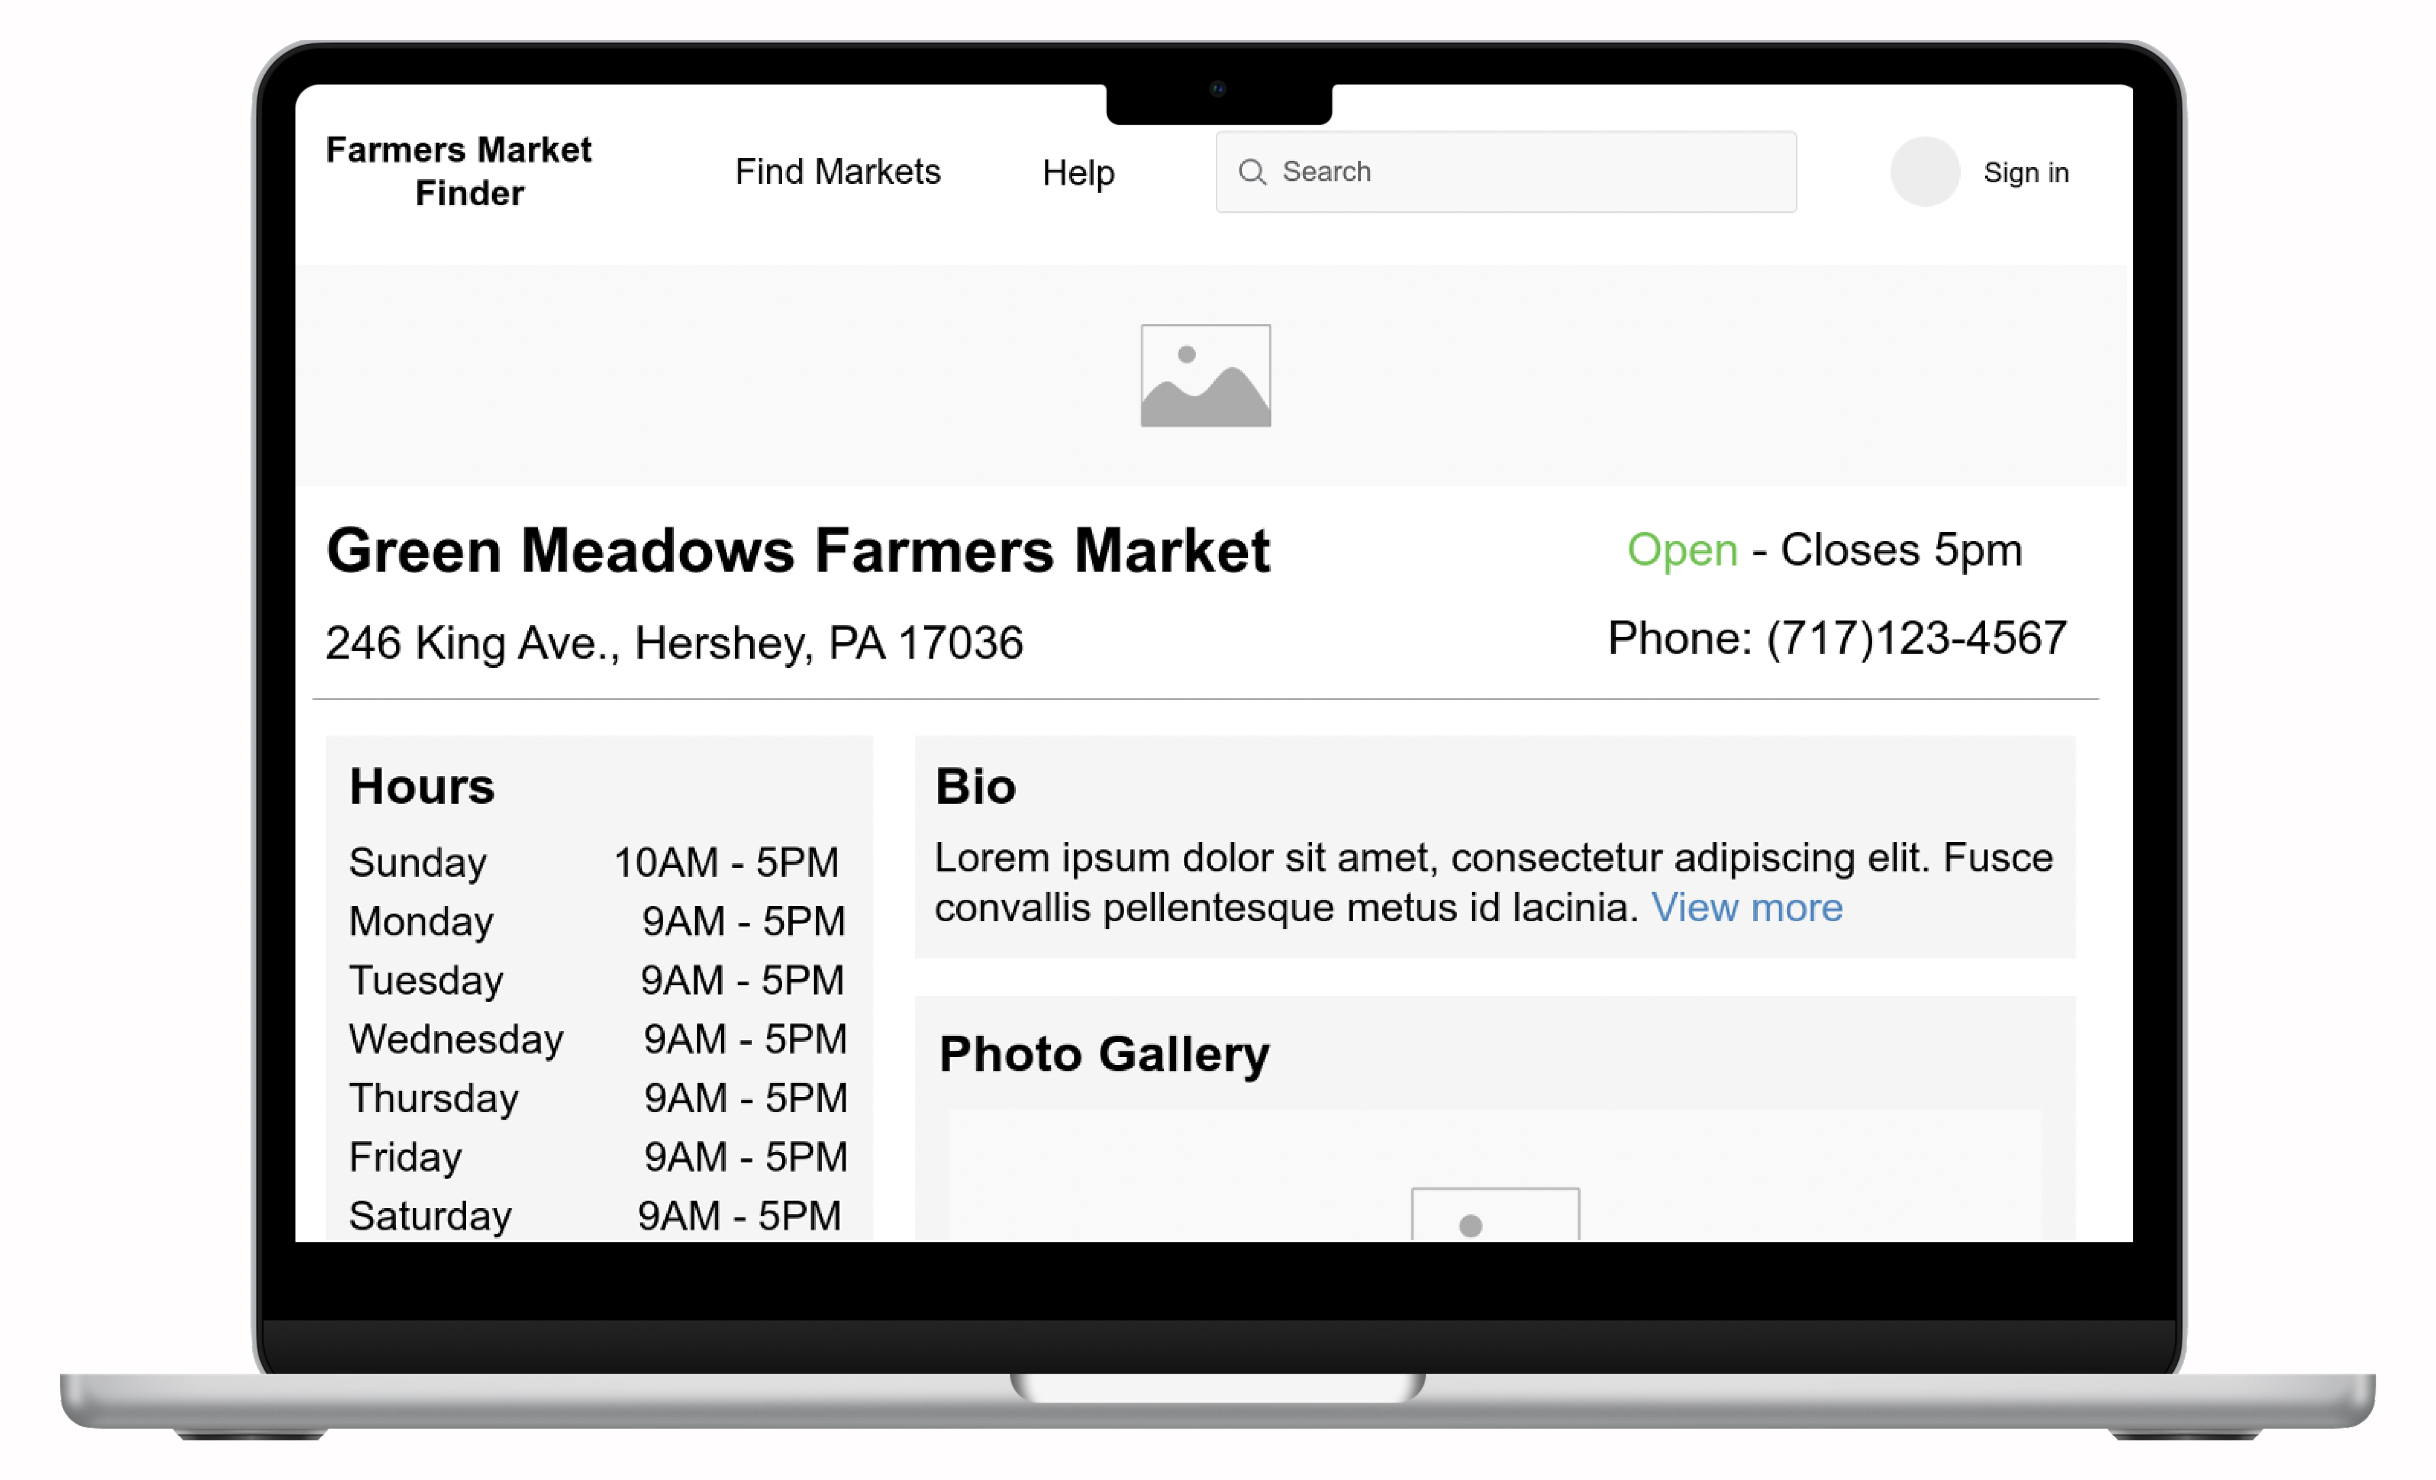 Farmers Market
Finder
Find Markets
Help
Search
Sign in
Green Meadows Farmers Market
Open - Closes 5pm
246 King Ave., Hershey, PA 17036
Phone: (717)123-4567
Hours
Sunday 10AM - 5PM
Monday 9AM - 5PM
Tuesday 9AM - 5PM
Wednesday 9AM - 5PM
Thursday 9AM - 5PM
Friday 9AM - 5PM
Saturday 9AM - 5PM
Bio
Lorem ipsum dolor sit amet, consectetur adipiscing elit. Fusce
convallis pellentesque metus id lacinia. View more
Photo Gallery